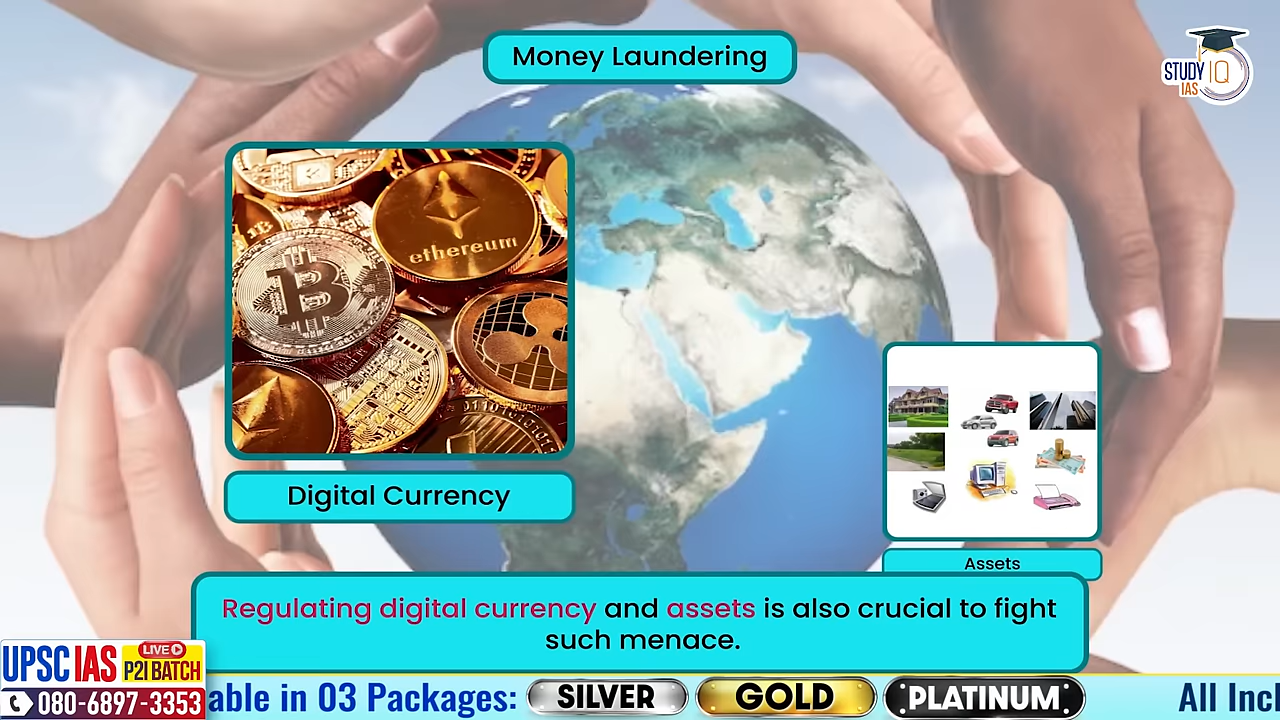 Money Laundering
STUDY IQ
IAS
ethereum
B
Digital Currency
Assets
Regulating digital currency and assets is also crucial to fight
such menace.
UPSC IAS LIVE
P2I BATCH
080-6897-3353
able in 03 Packages: SILVER GOLD PLATINUM All Incl